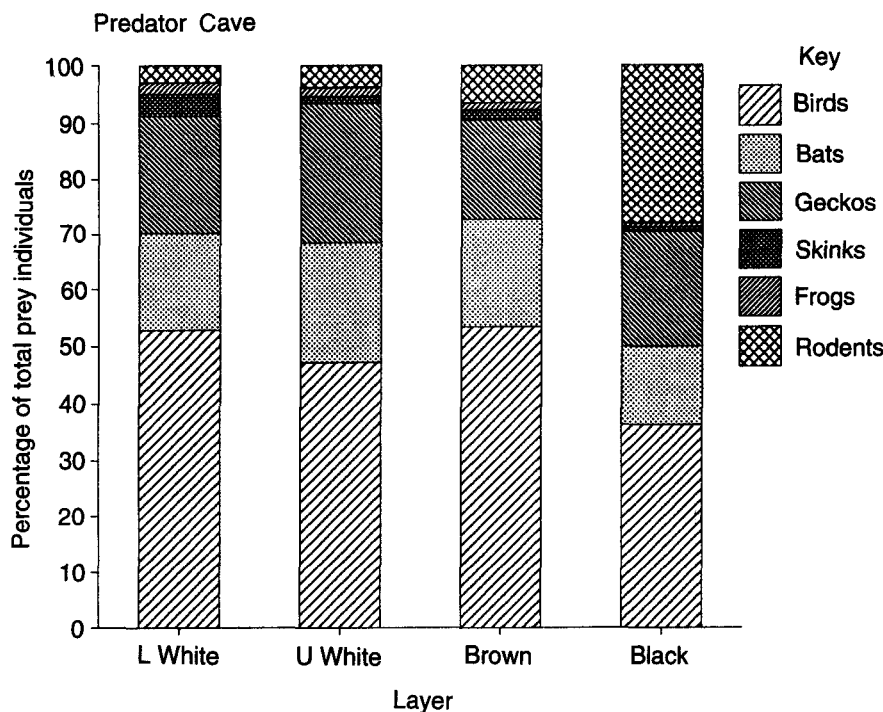 Predator Cave
Percentage of total prey individuals
100
90
80
70
60
50
40
30
20
10
0
L White
U White
Brown
Black
Layer
Key
Birds
Bats
Geckos
Skinks
Frogs
Rodents